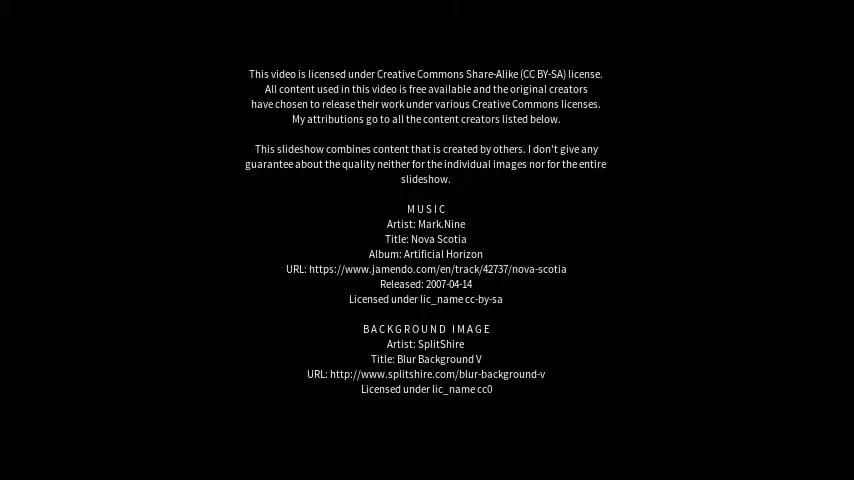 This video is licensed under Creative Commons Share-Alike (CC BY-SA) license.
All content used in this video is free available and the original creators
have chosen to release their work under various Creative Commons licenses.
My attributions go to all the content creators listed below.
This slideshow combines content that is created by others. I don't give any
guarantee about the quality neither for the individual images nor for the entire
slideshow.
MUSIC
Artist: Mark.Nine
Title: Nova Scotia
Album: Artificial Horizon
URL: https://www.jamendo.com/en/track/42737/nova-scotia
Released: 2007-04-14
Licensed under lic_name cc-by-sa
BACKGROUND IMAGE
Artist: SplitShire
Title: Blur Background V
URL: http://www.splitshire.com/blur-background-v
Licensed under lic_name cc0